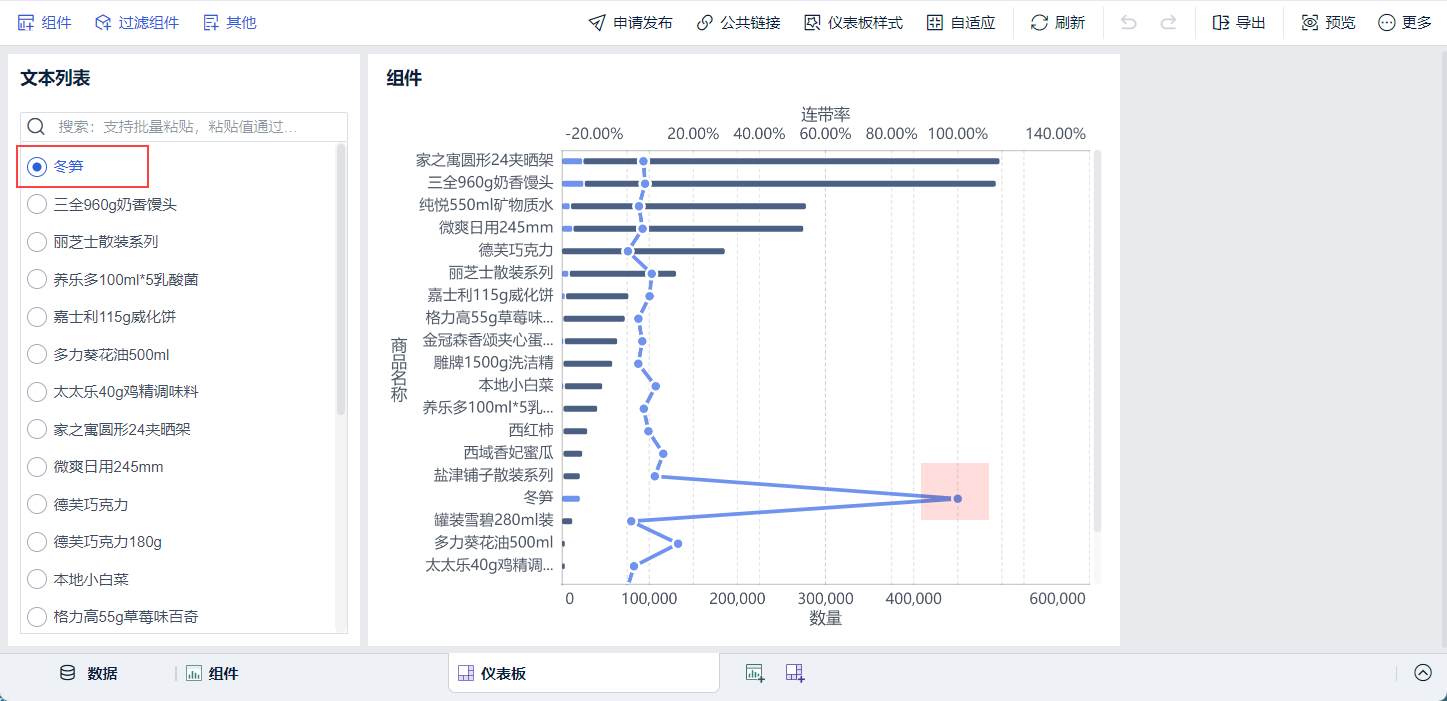 组件 过滤组件 其他 申请发布 公共链接 仪表板样式 自适应 刷新 导出 预览 更多
文本列表
搜索：支持批量粘贴，粘贴值通过...
冬笋
三全960g奶香馒头
丽芝士散装系列
养乐多100ml*5乳酸菌
嘉士利115g威化饼
多力葵花油500ml
太太乐40g鸡精调味料
家之寓圆形24夹晒架
微爽日用245mm
德芙巧克力
德芙巧克力180g
本地小白菜
格力高55g草莓味百奇
组件
连带率
-20.00% 20.00% 40.00% 60.00% 80.00% 100.00% 140.00%
商品名称
家之寓圆形24夹晒架
三全960g奶香馒头
纯悦550ml矿物质水
微爽日用245mm
德芙巧克力
丽芝士散装系列
嘉士利115g威化饼
格力高55g草莓味...
金冠森香颂夹心蛋...
雕牌1500g洗洁精
本地小白菜
养乐多100ml*5乳...
西红柿
西域香妃蜜瓜
盐津铺子散装系列
冬笋
罐装雪碧280ml装
多力葵花油500ml
太太乐40g鸡精调...
0 100,000 200,000 300,000 400,000 600,000
数量
数据 组件 仪表板